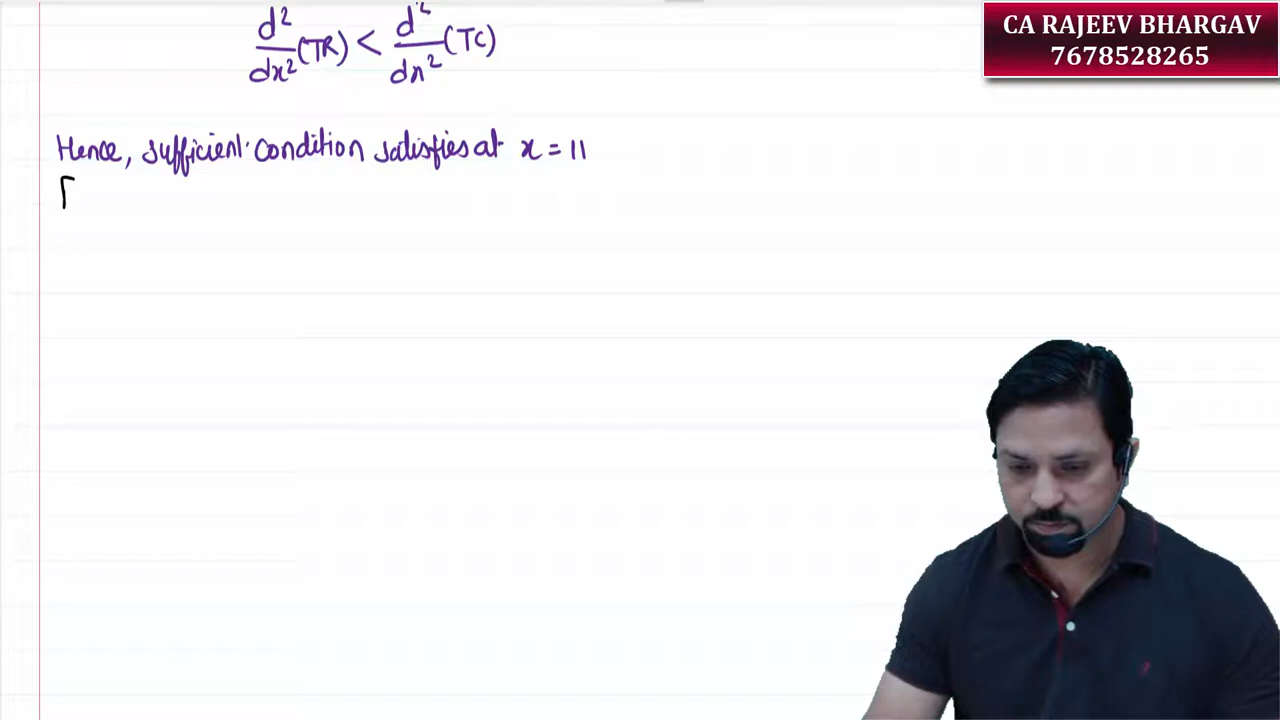 CA RAJEEV BHARGAV
7678528265
d²/dx² (TR) < d²/dx² (TC)
Hence, sufficient condition satisfies at x = 11